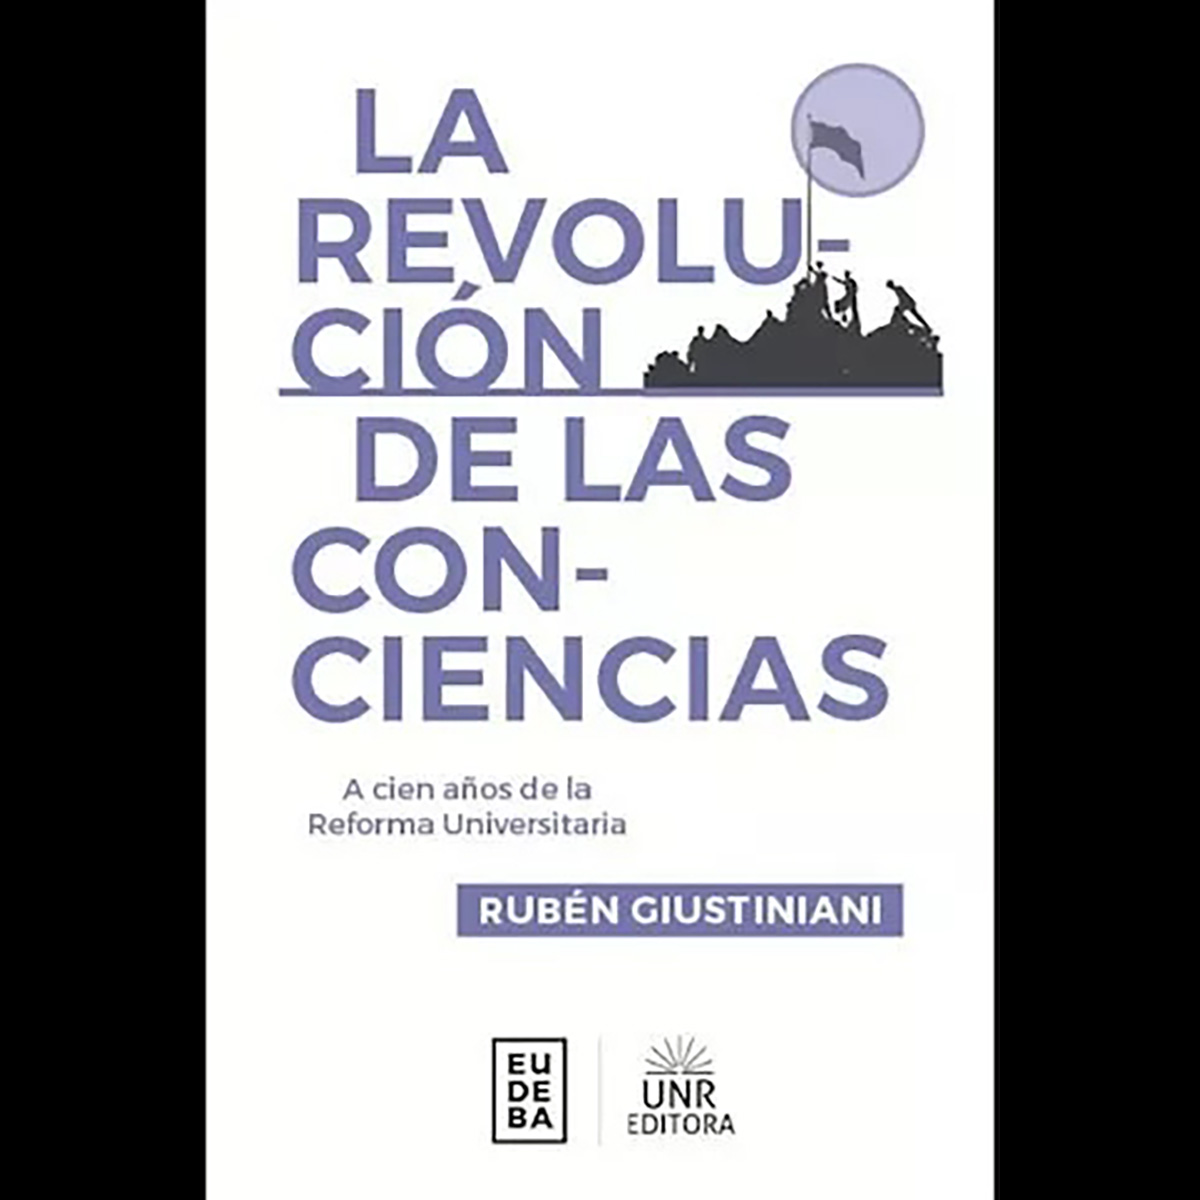 LA
REVOLU-
CIÓN
DE LAS
CON-
CIENCIAS
A cien años de la
Reforma Universitaria
RUBÉN GIUSTINIANI
EU
DE
BA
UNR
EDITORA